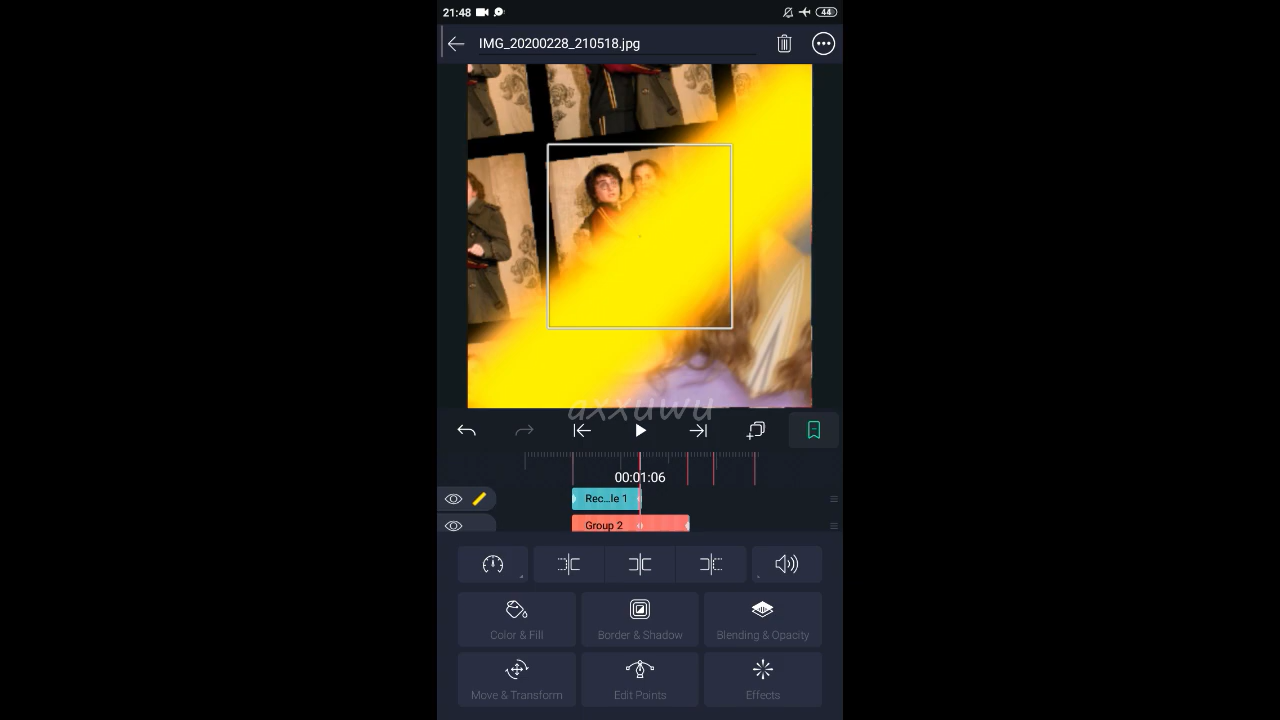 21:48
44
IMG_20200228_210518.jpg
axxuwu
00:01:06
Rec...le 1
Group 2
Color & Fill
Border & Shadow
Blending & Opacity
Move & Transform
Edit Points
Effects